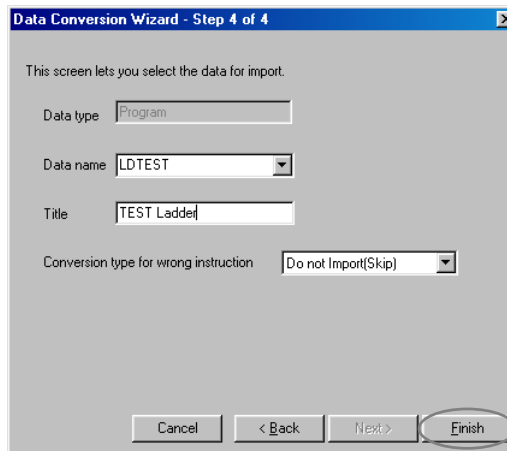 Data Conversion Wizard - Step 4 of 4
This screen lets you select the data for import.
Data type Program
Data name LDTEST
Title TEST Ladder
Conversion type for wrong instruction Do not Import(Skip)
Cancel < Back Next > Finish